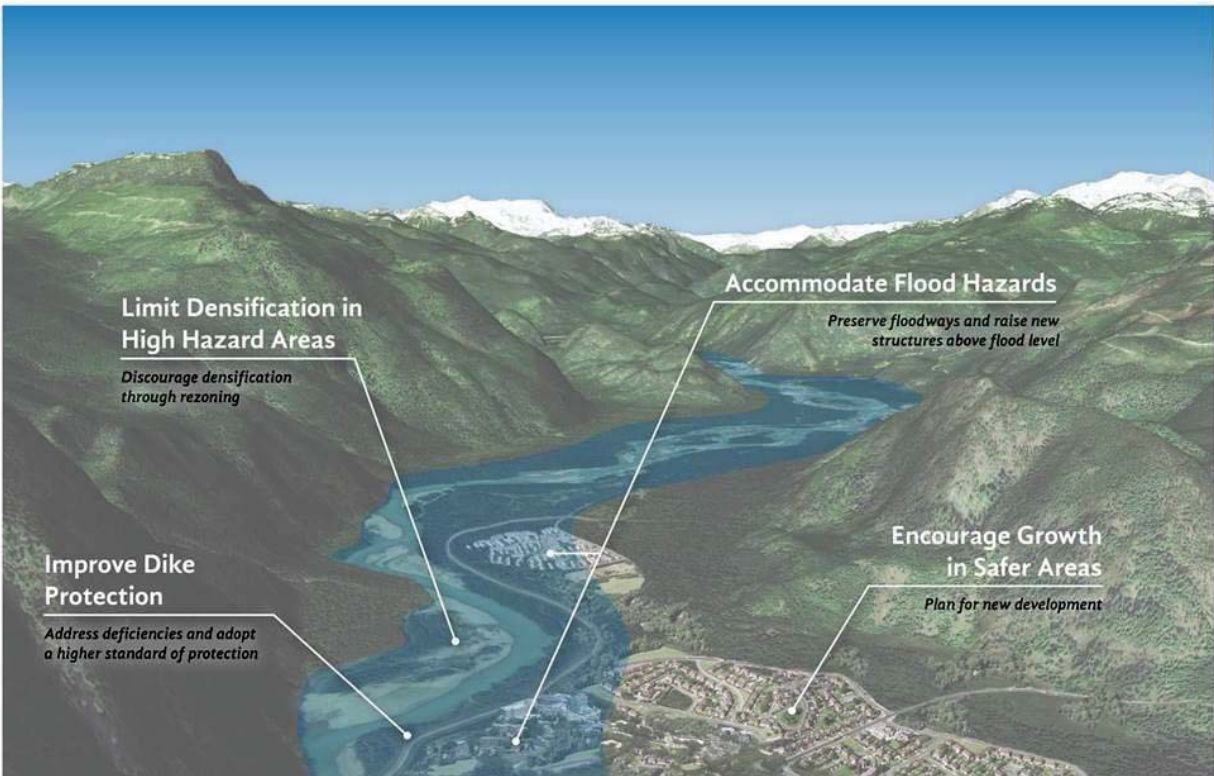 Limit Densification in
High Hazard Areas
Discourage densification
through rezoning
Accommodate Flood Hazards
Preserve floodways and raise new
structures above flood level
Improve Dike
Protection
Address deficiencies and adopt
a higher standard of protection
Encourage Growth
in Safer Areas
Plan for new development